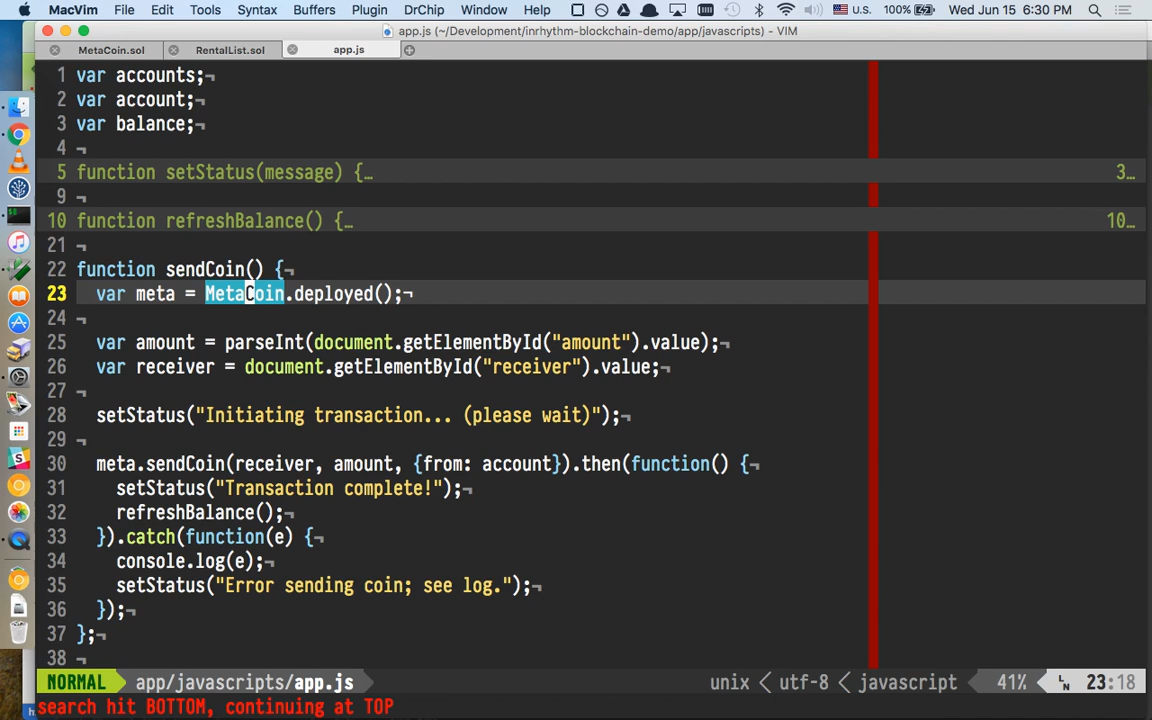 MacVim File Edit Tools Syntax Buffers Plugin DrChip Window Help U.S. 100% Wed Jun 15 6:30 PM
app.js (~/Development/inrhythm-blockchain-demo/app/javascripts) - VIM
MetaCoin.sol RentalList.sol app.js
1 var accounts;¬
2 var account;¬
3 var balance;¬
4 ¬
5 function setStatus(message) {… 3…
9 ¬
10 function refreshBalance() {… 10…
21 ¬
22 function sendCoin() {¬
23 var meta = MetaCoin.deployed();¬
24 ¬
25 var amount = parseInt(document.getElementById("amount").value);¬
26 var receiver = document.getElementById("receiver").value;¬
27 ¬
28 setStatus("Initiating transaction... (please wait)");¬
29 ¬
30 meta.sendCoin(receiver, amount, {from: account}).then(function() {¬
31 setStatus("Transaction complete!");¬
32 refreshBalance();¬
33 }).catch(function(e) {¬
34 console.log(e);¬
35 setStatus("Error sending coin; see log.");¬
36 });¬
37 };¬
38 ¬
NORMAL app/javascripts/app.js unix < utf-8 < javascript 41% LN 23:18
search hit BOTTOM, continuing at TOP